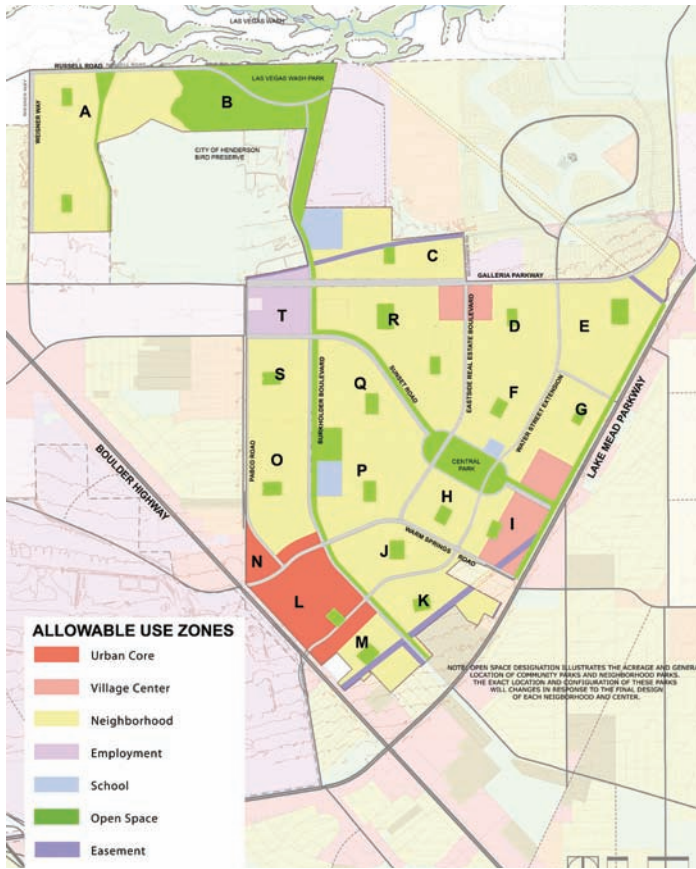 LAS VEGAS WASH
RUSSELL ROAD
LAS VEGAS WASH PARK
WEISNER WAY
A
B
CITY OF HENDERSON
BIRD PRESERVE
C
GALLERIA PARKWAY
T
R
D
E
EASTSIDE REAL ESTATE BOULEVARD
SUNSET ROAD
S
Q
F
G
BURKHOLDER BOULEVARD
WATER STREET EXTENSION
LAKE MEAD PARKWAY
PABCO ROAD
BOULDER HIGHWAY
O
P
CENTRAL
PARK
H
I
WARM SPRINGS ROAD
N
J
L
K
M
ALLOWABLE USE ZONES
Urban Core
Village Center
Neighborhood
Employment
School
Open Space
Easement
NOTE: OPEN SPACE DESIGNATION ILLUSTRATES THE ACREAGE AND GENERA
LOCATION OF COMMUNITY PARKS AND NEIGHBORHOOD PARKS.
THE EXACT LOCATION AND CONFIGURATION OF THESE PARKS
WILL CHANGES IN RESPONSE TO THE FINAL DESIGN
OF EACH NEIGBORHOOD AND CENTER.